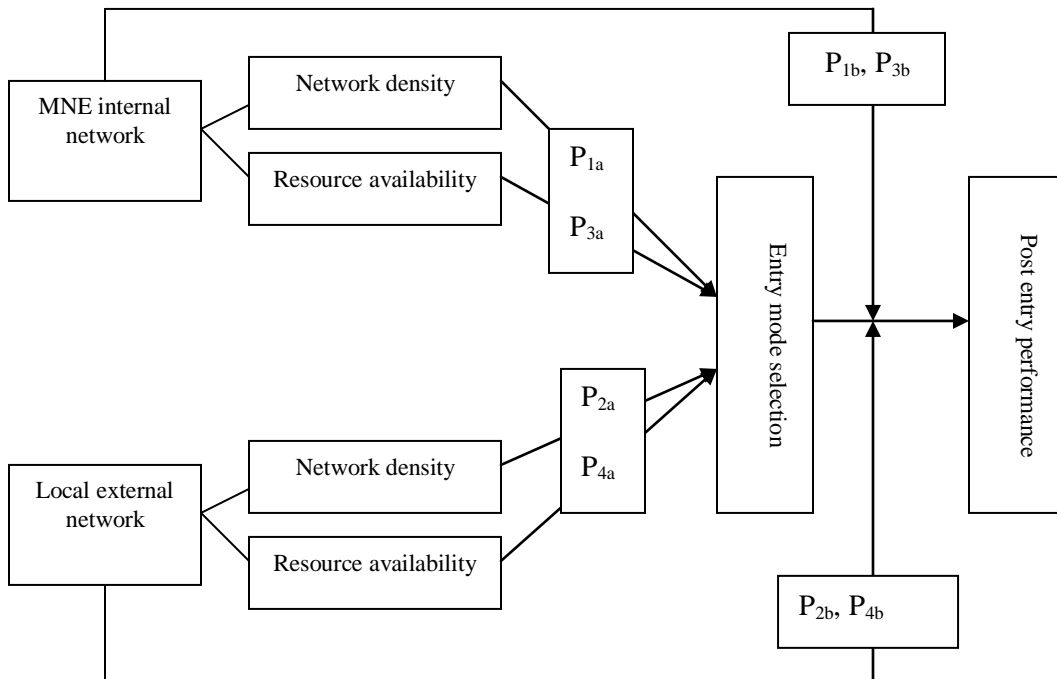 P1b, P3b
Network density
MNE internal
network
P1a
Resource availability
P3a
Entry mode selection
Post entry performance
P2a
Network density
P4a
Local external
network
Resource availability
P2b, P4b